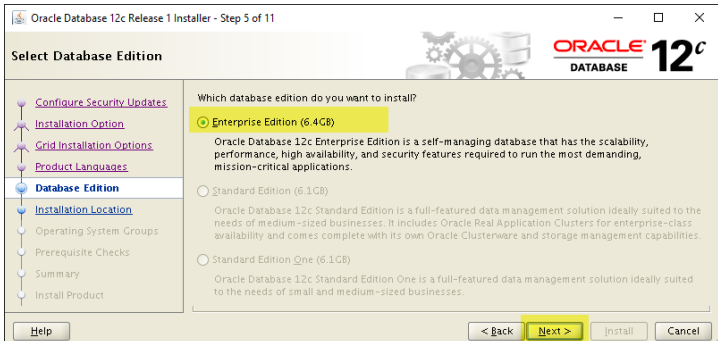 Oracle Database 12c Release 1 Installer - Step 5 of 11
Select Database Edition
ORACLE
DATABASE
12c
Configure Security Updates
Installation Option
Grid Installation Options
Product Languages
Database Edition
Installation Location
Operating System Groups
Prerequisite Checks
Summary
Install Product
Which database edition do you want to install?
Enterprise Edition (6.4GB)
Oracle Database 12c Enterprise Edition is a self-managing database that has the scalability,
performance, high availability, and security features required to run the most demanding,
mission-critical applications.
Standard Edition (6.1GB)
Oracle Database 12c Standard Edition is a full-featured data management solution ideally suited to the
needs of medium-sized businesses. It includes Oracle Real Application Clusters for enterprise-class
availability and comes complete with its own Oracle Clusterware and storage management capabilities.
Standard Edition One (6.1GB)
Oracle Database 12c Standard Edition One is a full-featured data management solution ideally suited
to the needs of small and medium-sized businesses.
Help
< Back
Next >
Install
Cancel